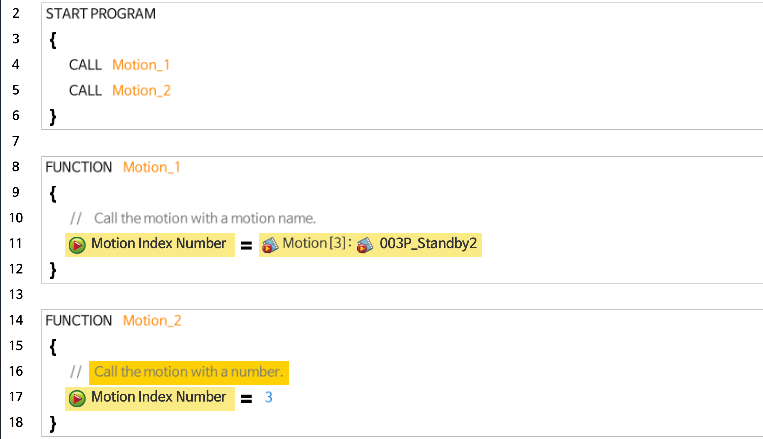 2 START PROGRAM
3 {
4 CALL Motion_1
5 CALL Motion_2
6 }
7
8 FUNCTION Motion_1
9 {
10 // Call the motion with a motion name.
11 Motion Index Number = Motion[3]: 003P_Standby2
12 }
13
14 FUNCTION Motion_2
15 {
16 // Call the motion with a number.
17 Motion Index Number = 3
18 }